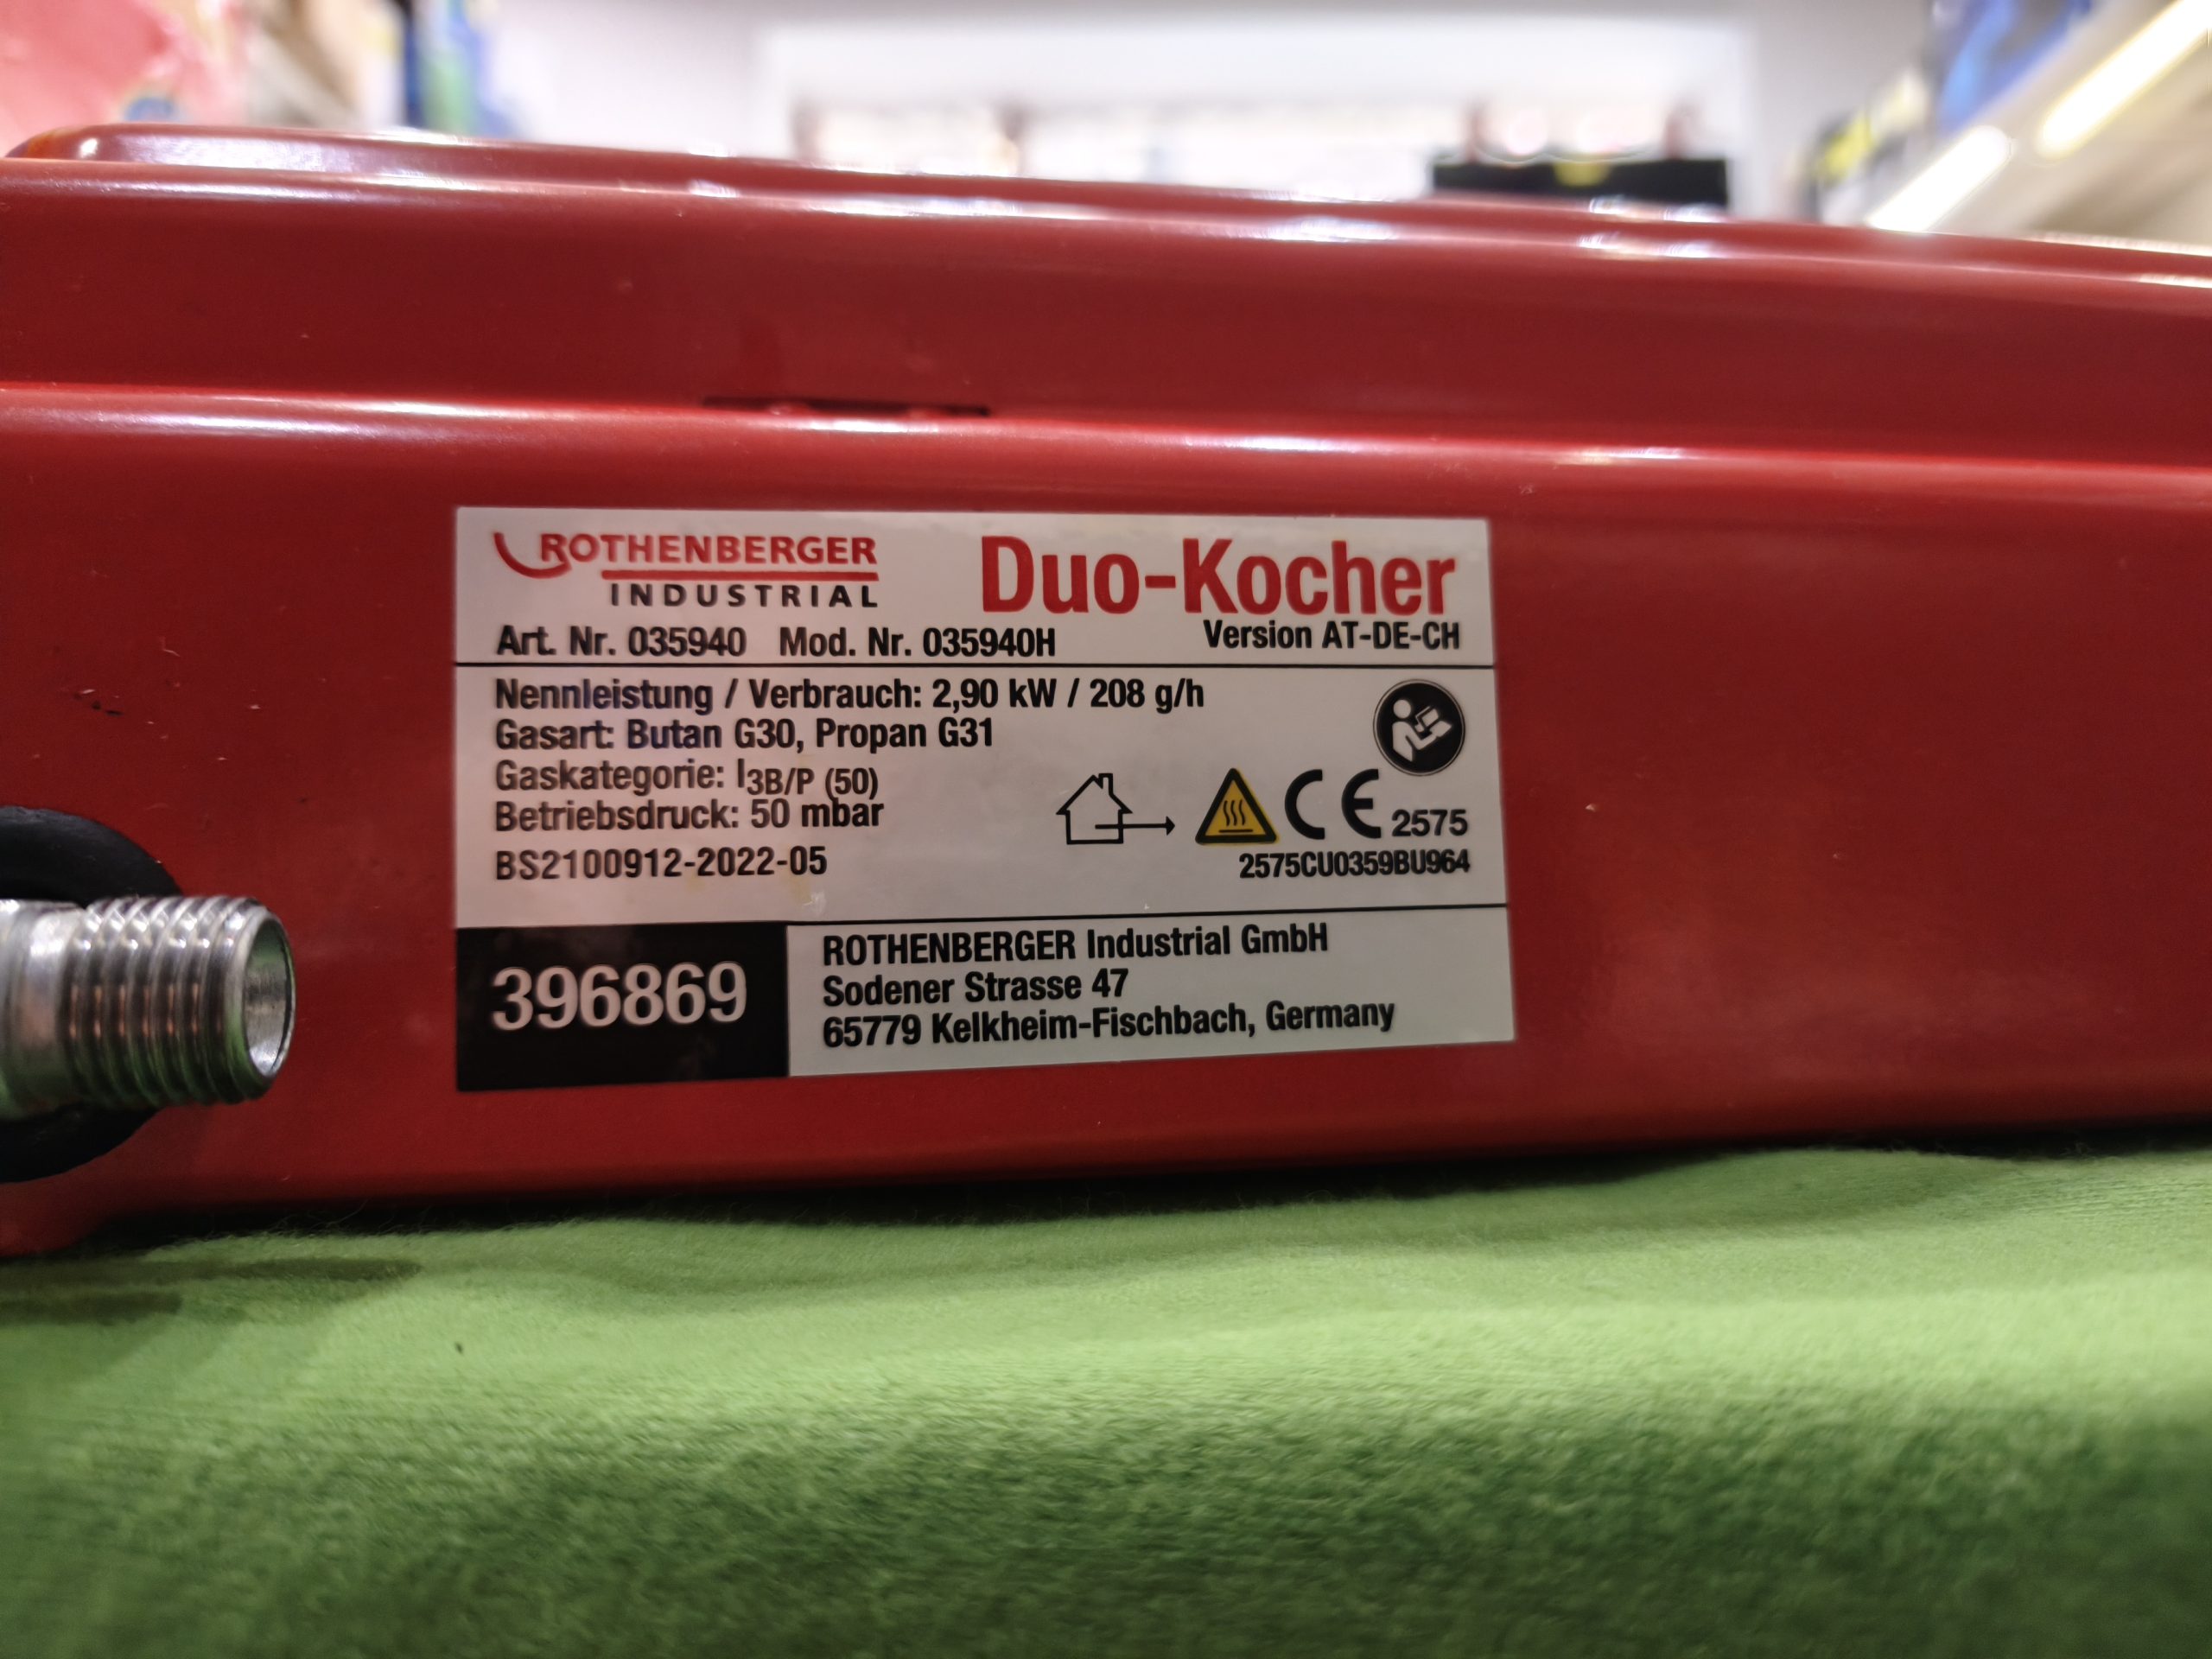 ROTHENBERGER
INDUSTRIAL
Duo-Kocher
Art. Nr. 035940 Mod. Nr. 035940H
Version AT-DE-CH
Nennleistung / Verbrauch: 2,90 kW / 208 g/h
Gasart: Butan G30, Propan G31
Gaskategorie: I3B/P (50)
Betriebsdruck: 50 mbar
BS2100912-2022-05
CE 2575
2575CU0359BU964
396869
ROTHENBERGER Industrial GmbH
Sodener Strasse 47
65779 Kelkheim-Fischbach, Germany